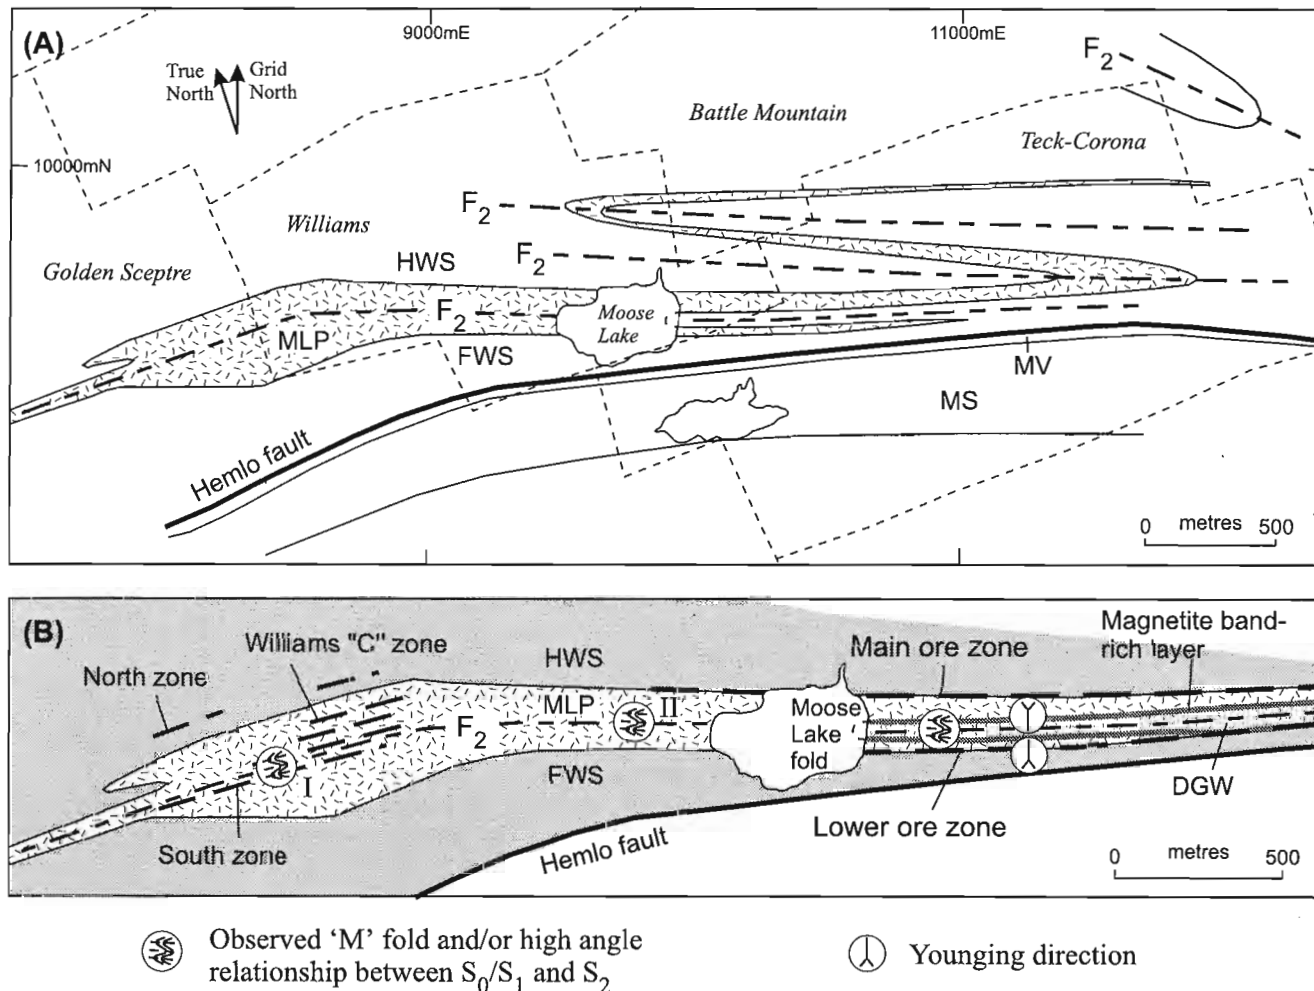 (A)
9000mE
11000mE
True
North
Grid
North
F2
Battle Mountain
Teck-Corona
10000mN
F2
Williams
F2
HWS
Golden Sceptre
F2
Moose
Lake
MLP
FWS
MV
MS
Hemlo fault
0 metres 500
(B)
Williams "C" zone
HWS
Main ore zone
Magnetite band-
rich layer
North zone
MLP
II
F2
Moose
Lake
fold
I
FWS
DGW
South zone
Lower ore zone
Hemlo fault
0 metres 500
Observed ‘M’ fold and/or high angle
relationship between S0/S1 and S2
Younging direction